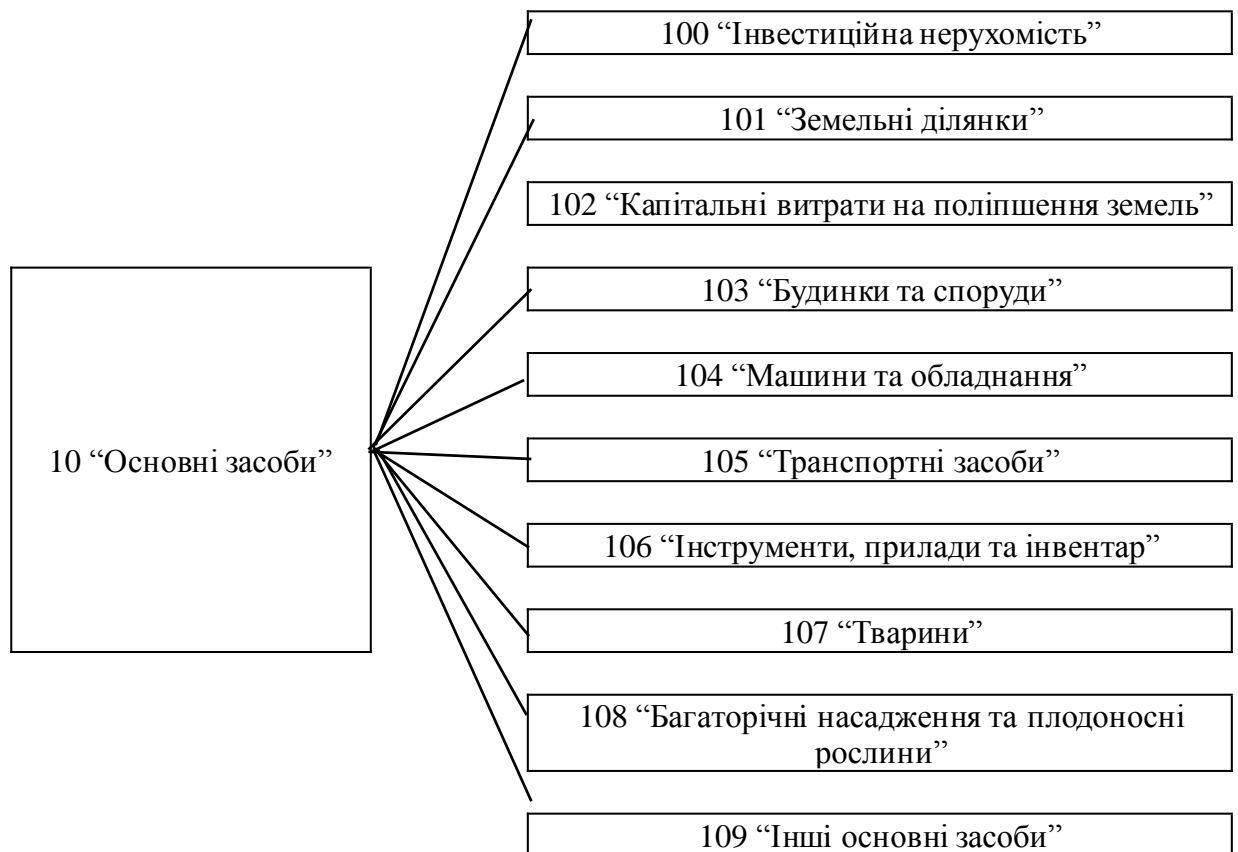 100 “Інвестиційна нерухомість”
101 “Земельні ділянки”
102 “Капітальні витрати на поліпшення земель”
103 “Будинки та споруди”
104 “Машини та обладнання”
10 “Основні засоби”
105 “Транспортні засоби”
106 “Інструменти, прилади та інвентар”
107 “Тварини”
108 “Багаторічні насадження та плодоносні
рослини”
109 “Інші основні засоби”